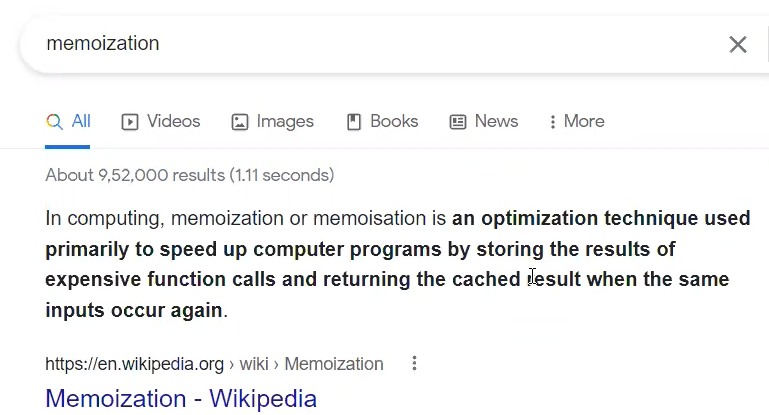 memoization
All Videos Images Books News More
About 9,52,000 results (1.11 seconds)
In computing, memoization or memoisation is an optimization technique used
primarily to speed up computer programs by storing the results of
expensive function calls and returning the cached result when the same
inputs occur again.
https://en.wikipedia.org › wiki › Memoization
Memoization - Wikipedia